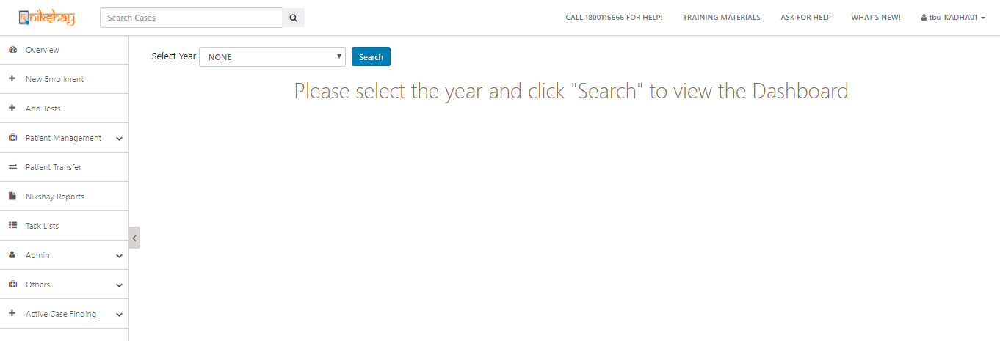 nikshay
Search Cases
CALL 1800116666 FOR HELP!
TRAINING MATERIALS
ASK FOR HELP
WHAT'S NEW!
tbu-KADHA01
Overview
New Enrollment
Add Tests
Patient Management
Patient Transfer
Nikshay Reports
Task Lists
Admin
Others
Active Case Finding
Select Year NONE Search
Please select the year and click "Search" to view the Dashboard